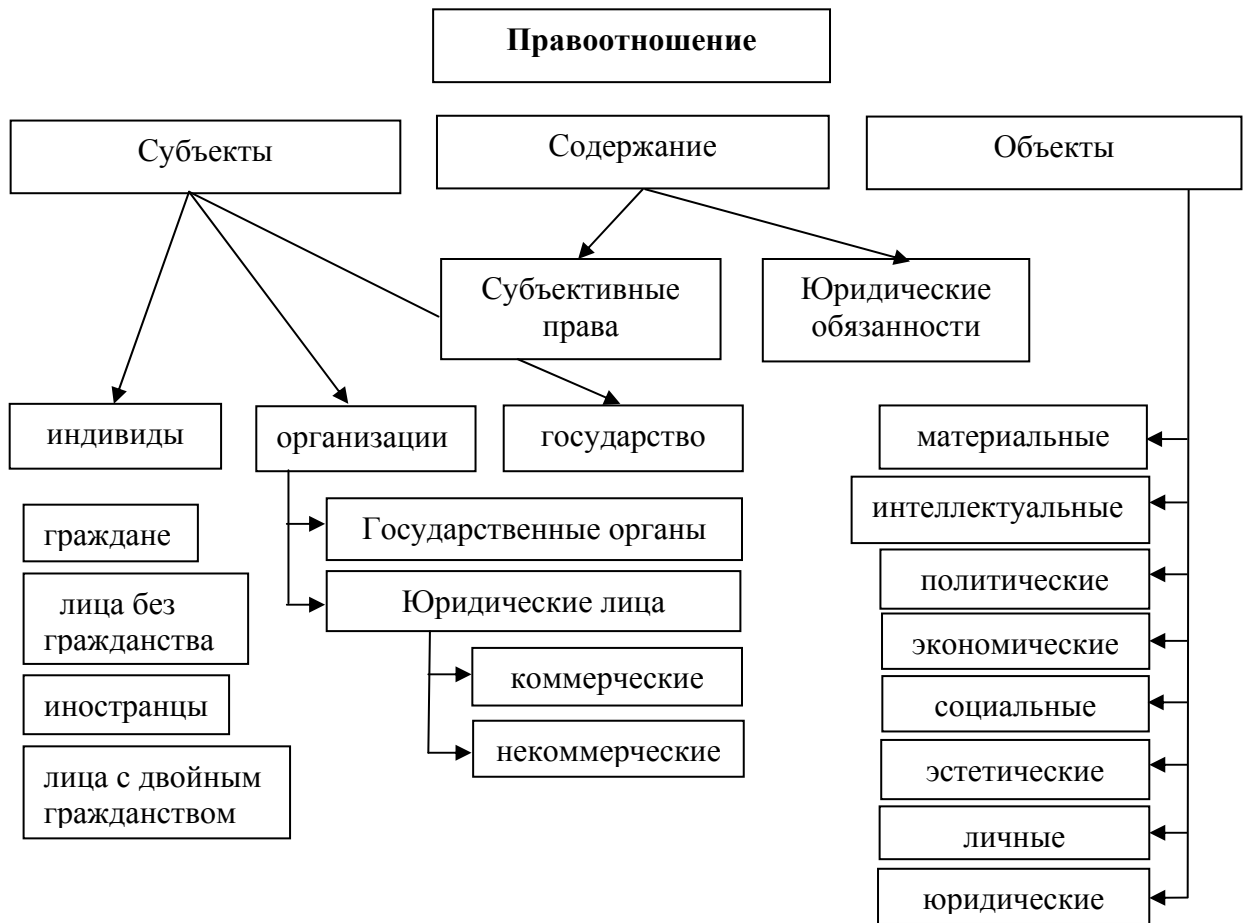 Правоотношение
Субъекты
Содержание
Объекты
Субъективные
права
Юридические
обязанности
индивиды
организации
государство
материальные
граждане
Государственные органы
интеллектуальные
лица без
гражданства
Юридические лица
политические
экономические
иностранцы
коммерческие
социальные
лица с двойным
гражданством
некоммерческие
эстетические
личные
юридические